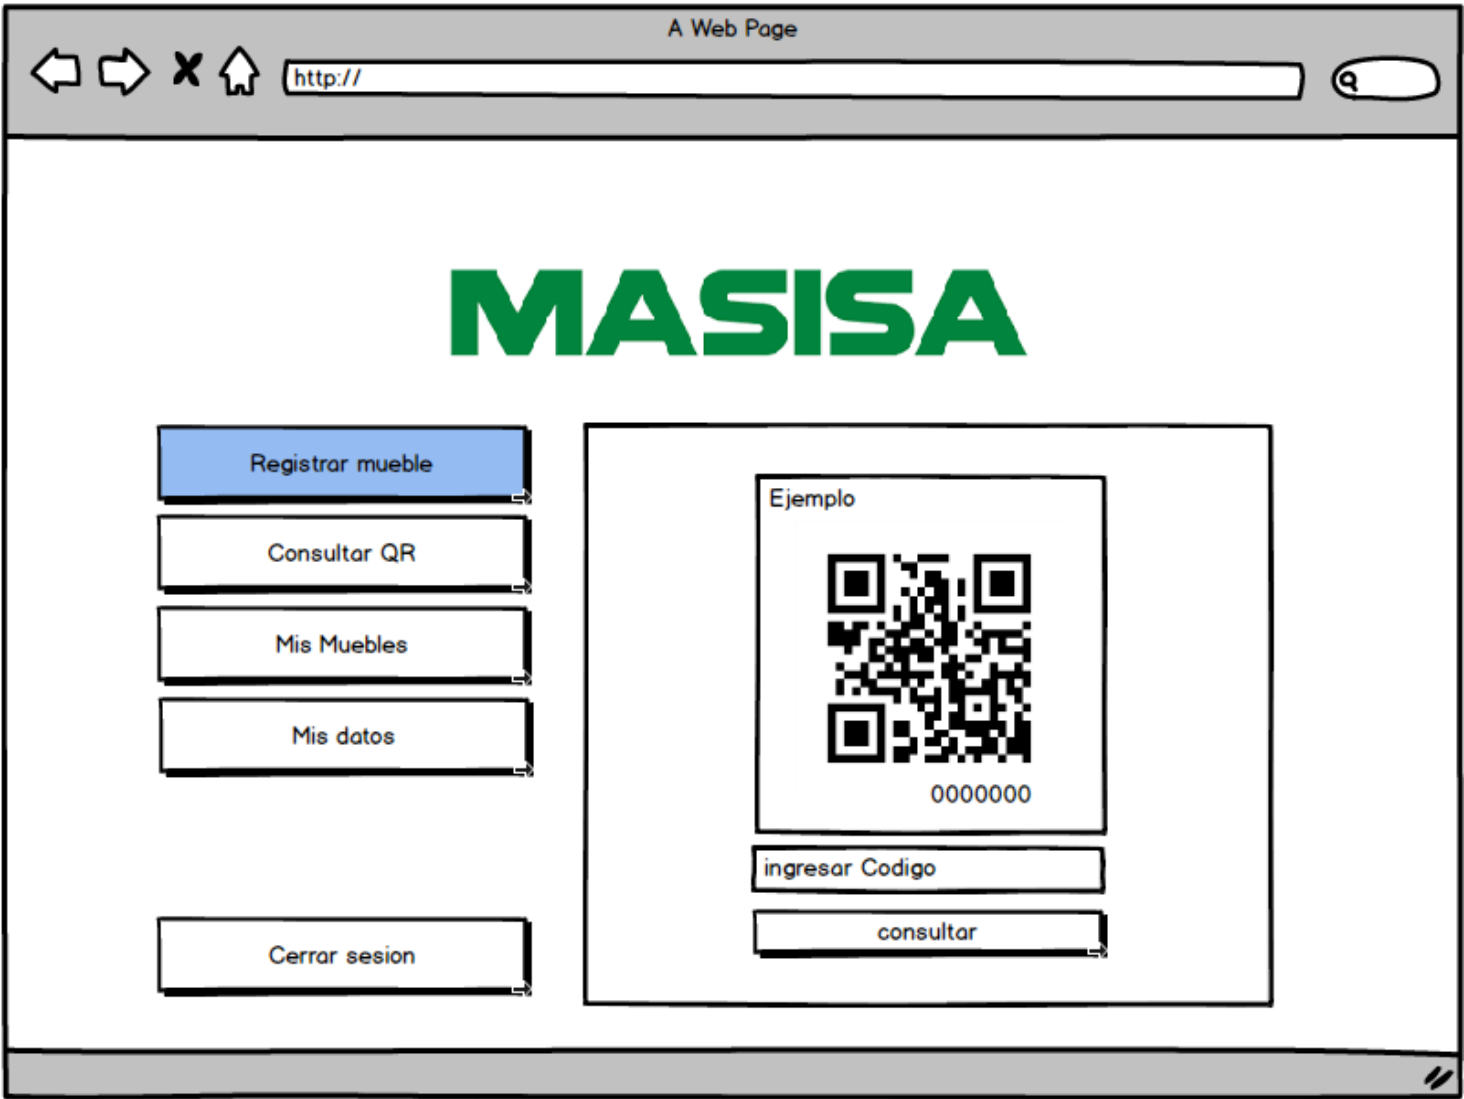 A Web Page
http://
MASISA
Registrar mueble
Consultar QR
Mis Muebles
Mis datos
Cerrar sesion
Ejemplo
0000000
ingresar Codigo
consultar